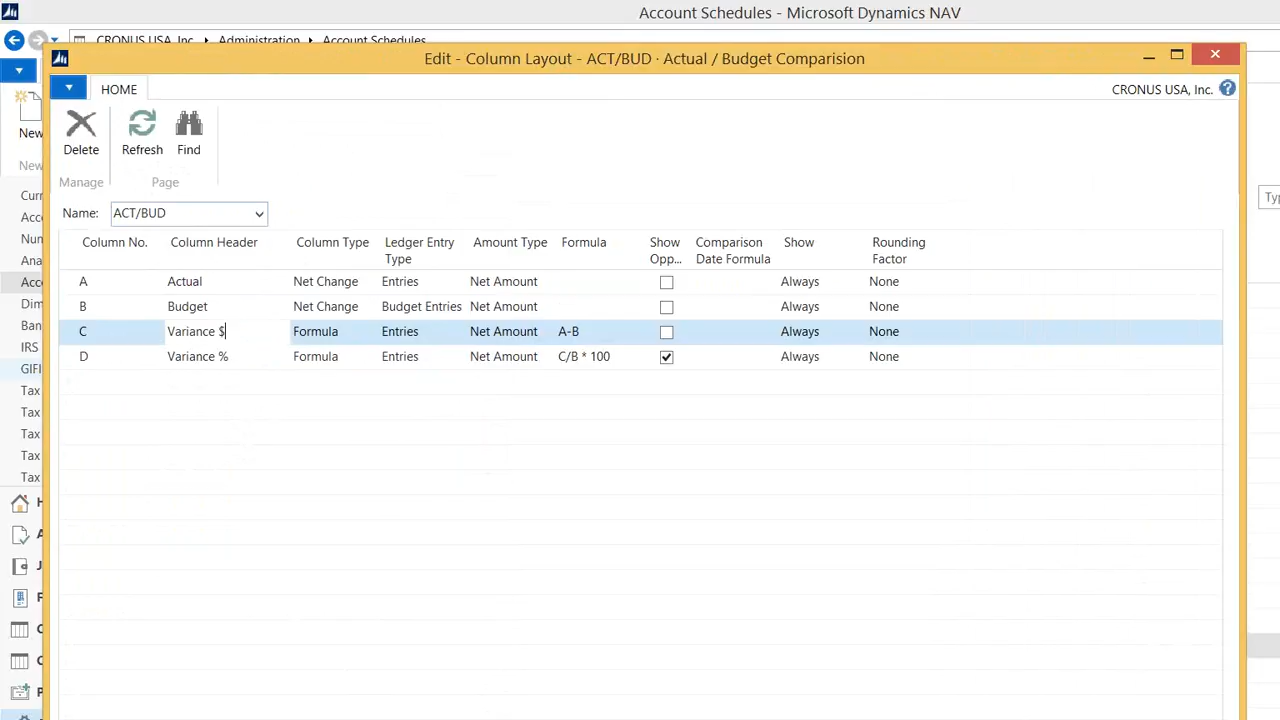 Account Schedules - Microsoft Dynamics NAV
CRONUS USA, Inc. Administration Account Schedules
Edit - Column Layout - ACT/BUD · Actual / Budget Comparision
HOME
CRONUS USA, Inc.
New
Delete
Refresh
Find
Manage
Page
Name: ACT/BUD
Column No. Column Header Column Type Ledger Entry Type Amount Type Formula Show Opp... Comparison Date Formula Show Rounding Factor
A Actual Net Change Entries Net Amount Always None
B Budget Net Change Budget Entries Net Amount Always None
C Variance $ Formula Entries Net Amount A-B Always None
D Variance % Formula Entries Net Amount C/B * 100 Always None
Curr
Acc
Num
Ana
Acc
Dim
Ban
IRS
GIFI
Tax
Tax
Tax
Tax
Tax